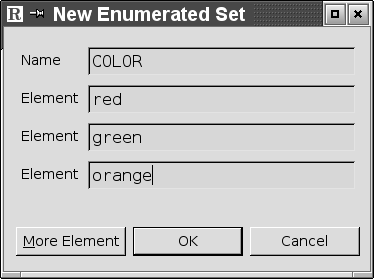 R New Enumerated Set
Name COLOR
Element red
Element green
Element orange
More Element OK Cancel